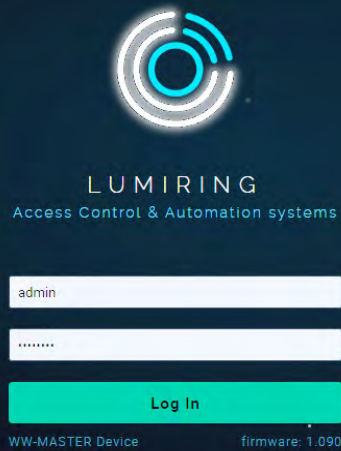 LUMIRING
Access Control & Automation systems
admin
••••••••
Log In
WW-MASTER Device firmware: 1.090